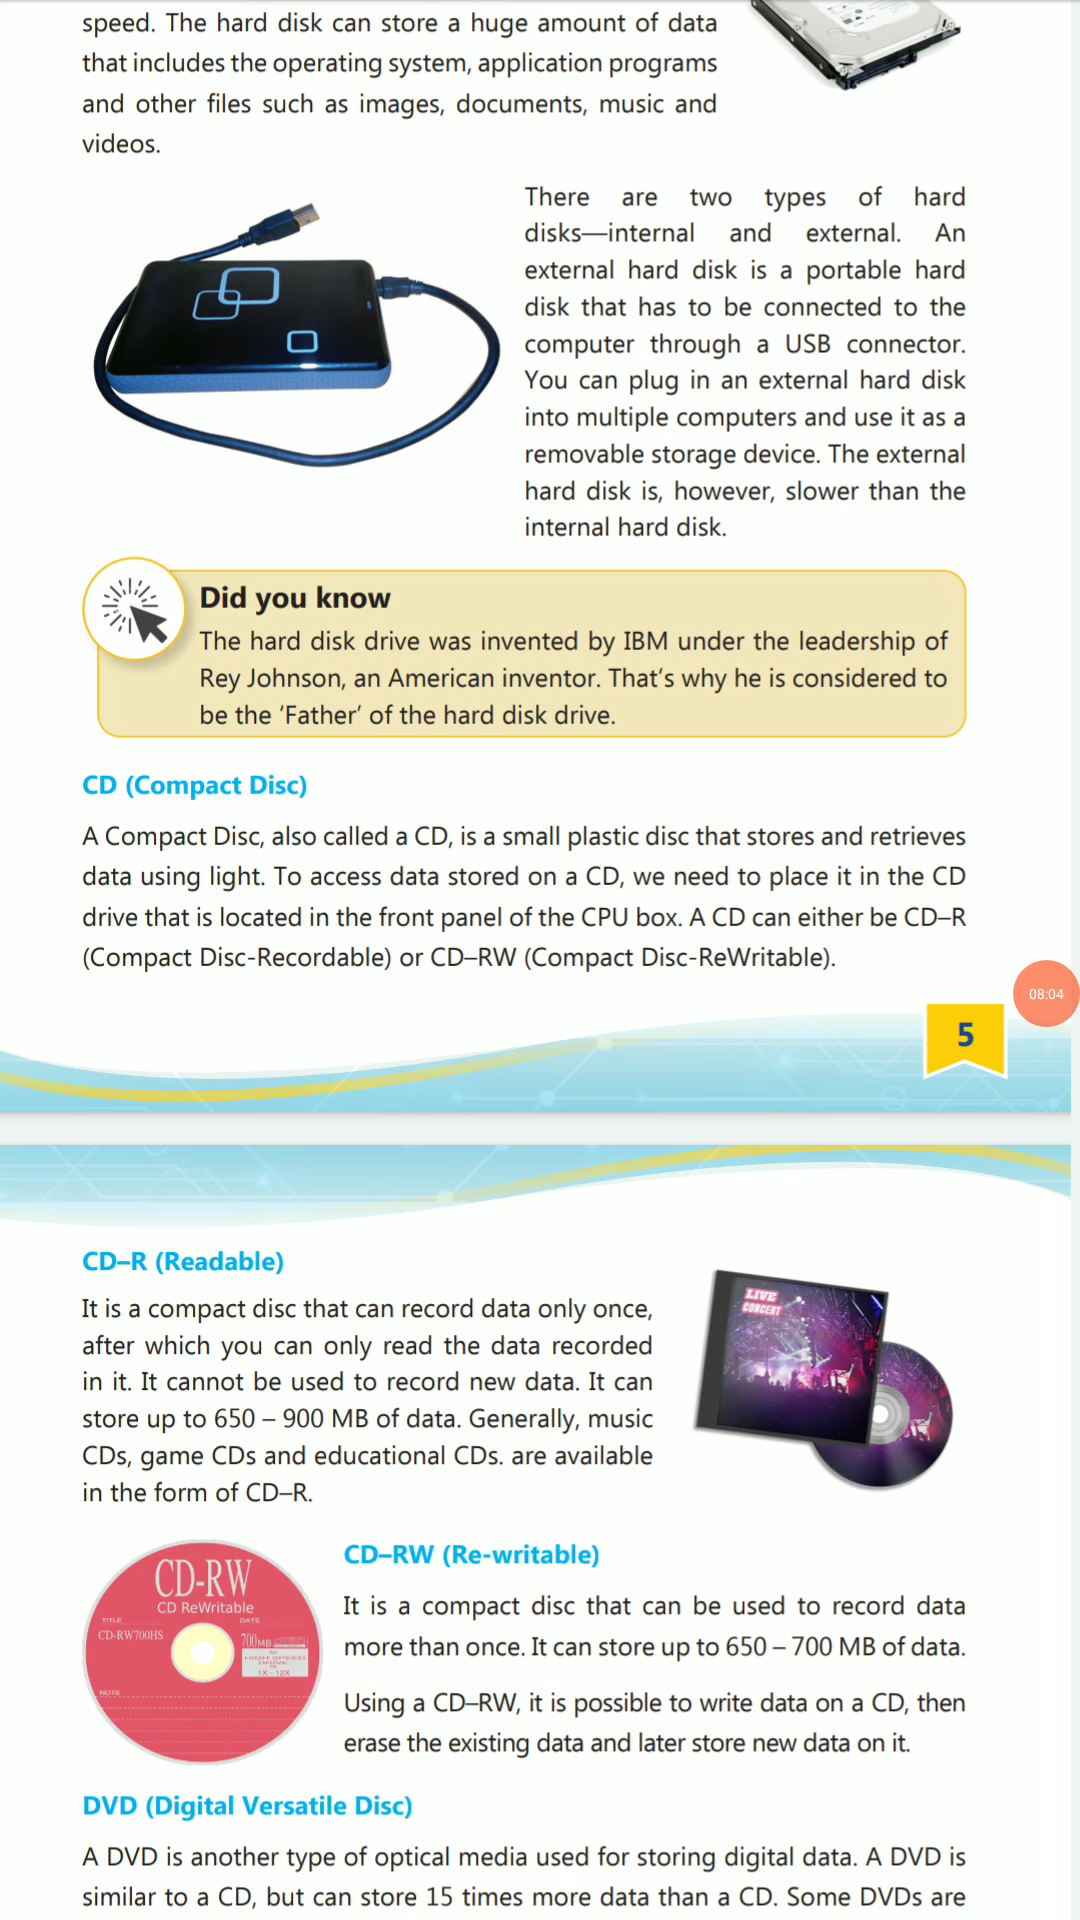 speed. The hard disk can store a huge amount of data
that includes the operating system, application programs
and other files such as images, documents, music and
videos.
There are two types of hard
disks—internal and external. An
external hard disk is a portable hard
disk that has to be connected to the
computer through a USB connector.
You can plug in an external hard disk
into multiple computers and use it as a
removable storage device. The external
hard disk is, however, slower than the
internal hard disk.
Did you know
The hard disk drive was invented by IBM under the leadership of
Rey Johnson, an American inventor. That's why he is considered to
be the 'Father' of the hard disk drive.
CD (Compact Disc)
A Compact Disc, also called a CD, is a small plastic disc that stores and retrieves
data using light. To access data stored on a CD, we need to place it in the CD
drive that is located in the front panel of the CPU box. A CD can either be CD–R
(Compact Disc-Recordable) or CD–RW (Compact Disc-ReWritable).
08:04
5
CD–R (Readable)
It is a compact disc that can record data only once,
after which you can only read the data recorded
in it. It cannot be used to record new data. It can
store up to 650 – 900 MB of data. Generally, music
CDs, game CDs and educational CDs. are available
in the form of CD–R.
LIVE
CONCERT
CD-RW
CD ReWritable
TITLE
DATE
CD-RW700HS
700MB
HIGH SPEED
DRIVE
1X - 12X
NOTE
CD–RW (Re-writable)
It is a compact disc that can be used to record data
more than once. It can store up to 650 – 700 MB of data.
Using a CD–RW, it is possible to write data on a CD, then
erase the existing data and later store new data on it.
DVD (Digital Versatile Disc)
A DVD is another type of optical media used for storing digital data. A DVD is
similar to a CD, but can store 15 times more data than a CD. Some DVDs are